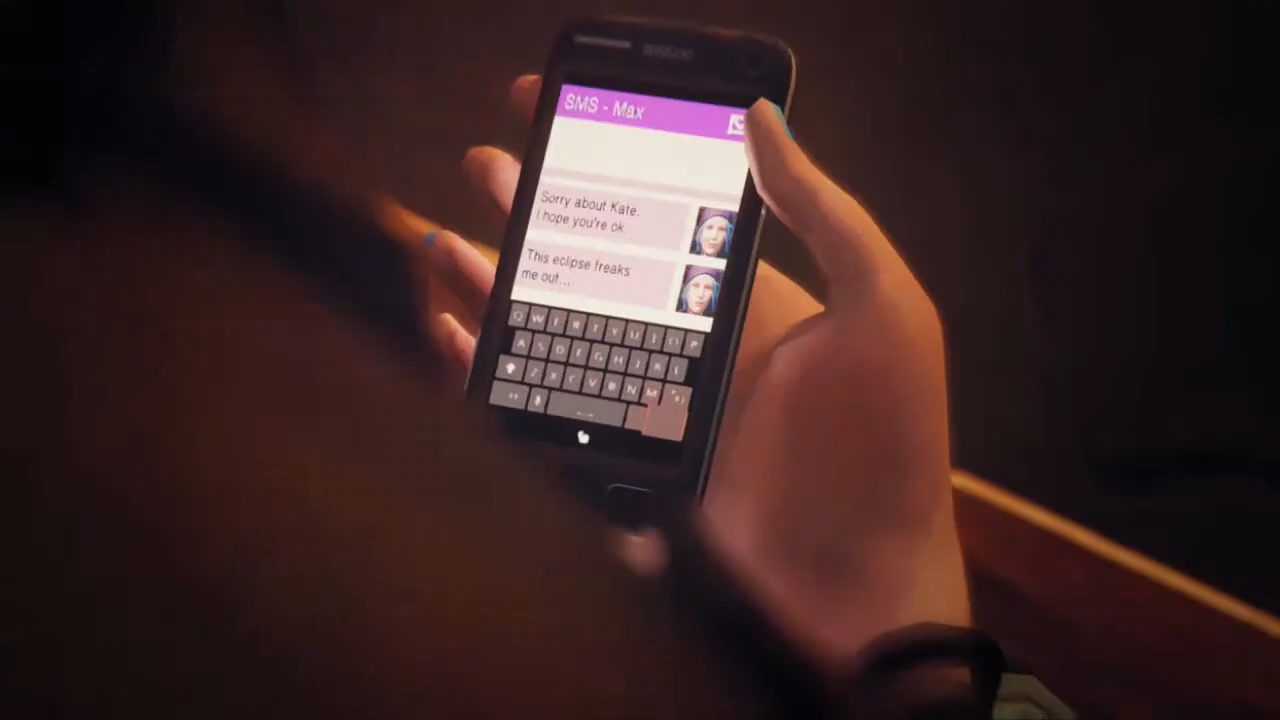 SMS - Max
Sorry about Kate.
I hope you're ok.
This eclipse freaks
me out...
Q W E R T Y U I O P
A S D F G H J K L
Z X C V B N M